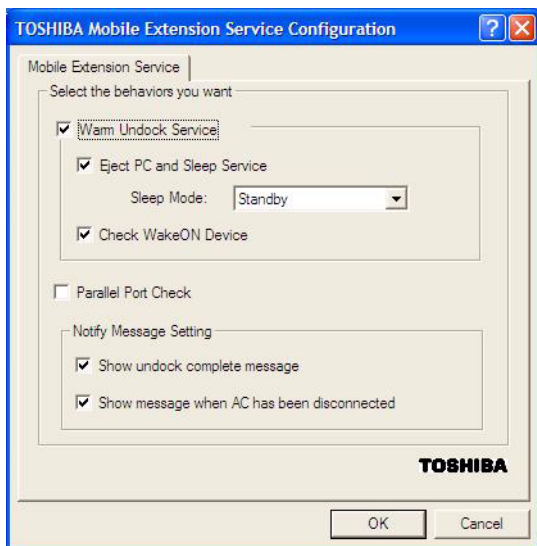 TOSHIBA Mobile Extension Service Configuration
Mobile Extension Service
Select the behaviors you want
Warm Undock Service
Eject PC and Sleep Service
Sleep Mode: Standby
Check WakeON Device
Parallel Port Check
Notify Message Setting
Show undock complete message
Show message when AC has been disconnected
TOSHIBA
OK Cancel